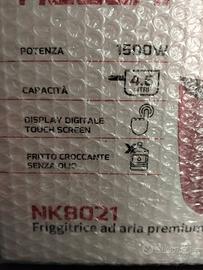 POTENZA 1500W
CAPACITÀ 4.5 LITRI
DISPLAY DIGITALE
TOUCH SCREEN
FRITTO CROCCANTE
SENZA OLIO
NK8021
Friggitrice ad aria premium